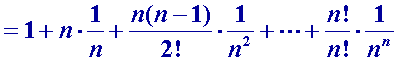 = 1 + n · 1/n + n(n−1)/2! · 1/n² + ⋯ + n!/n! · 1/nⁿ